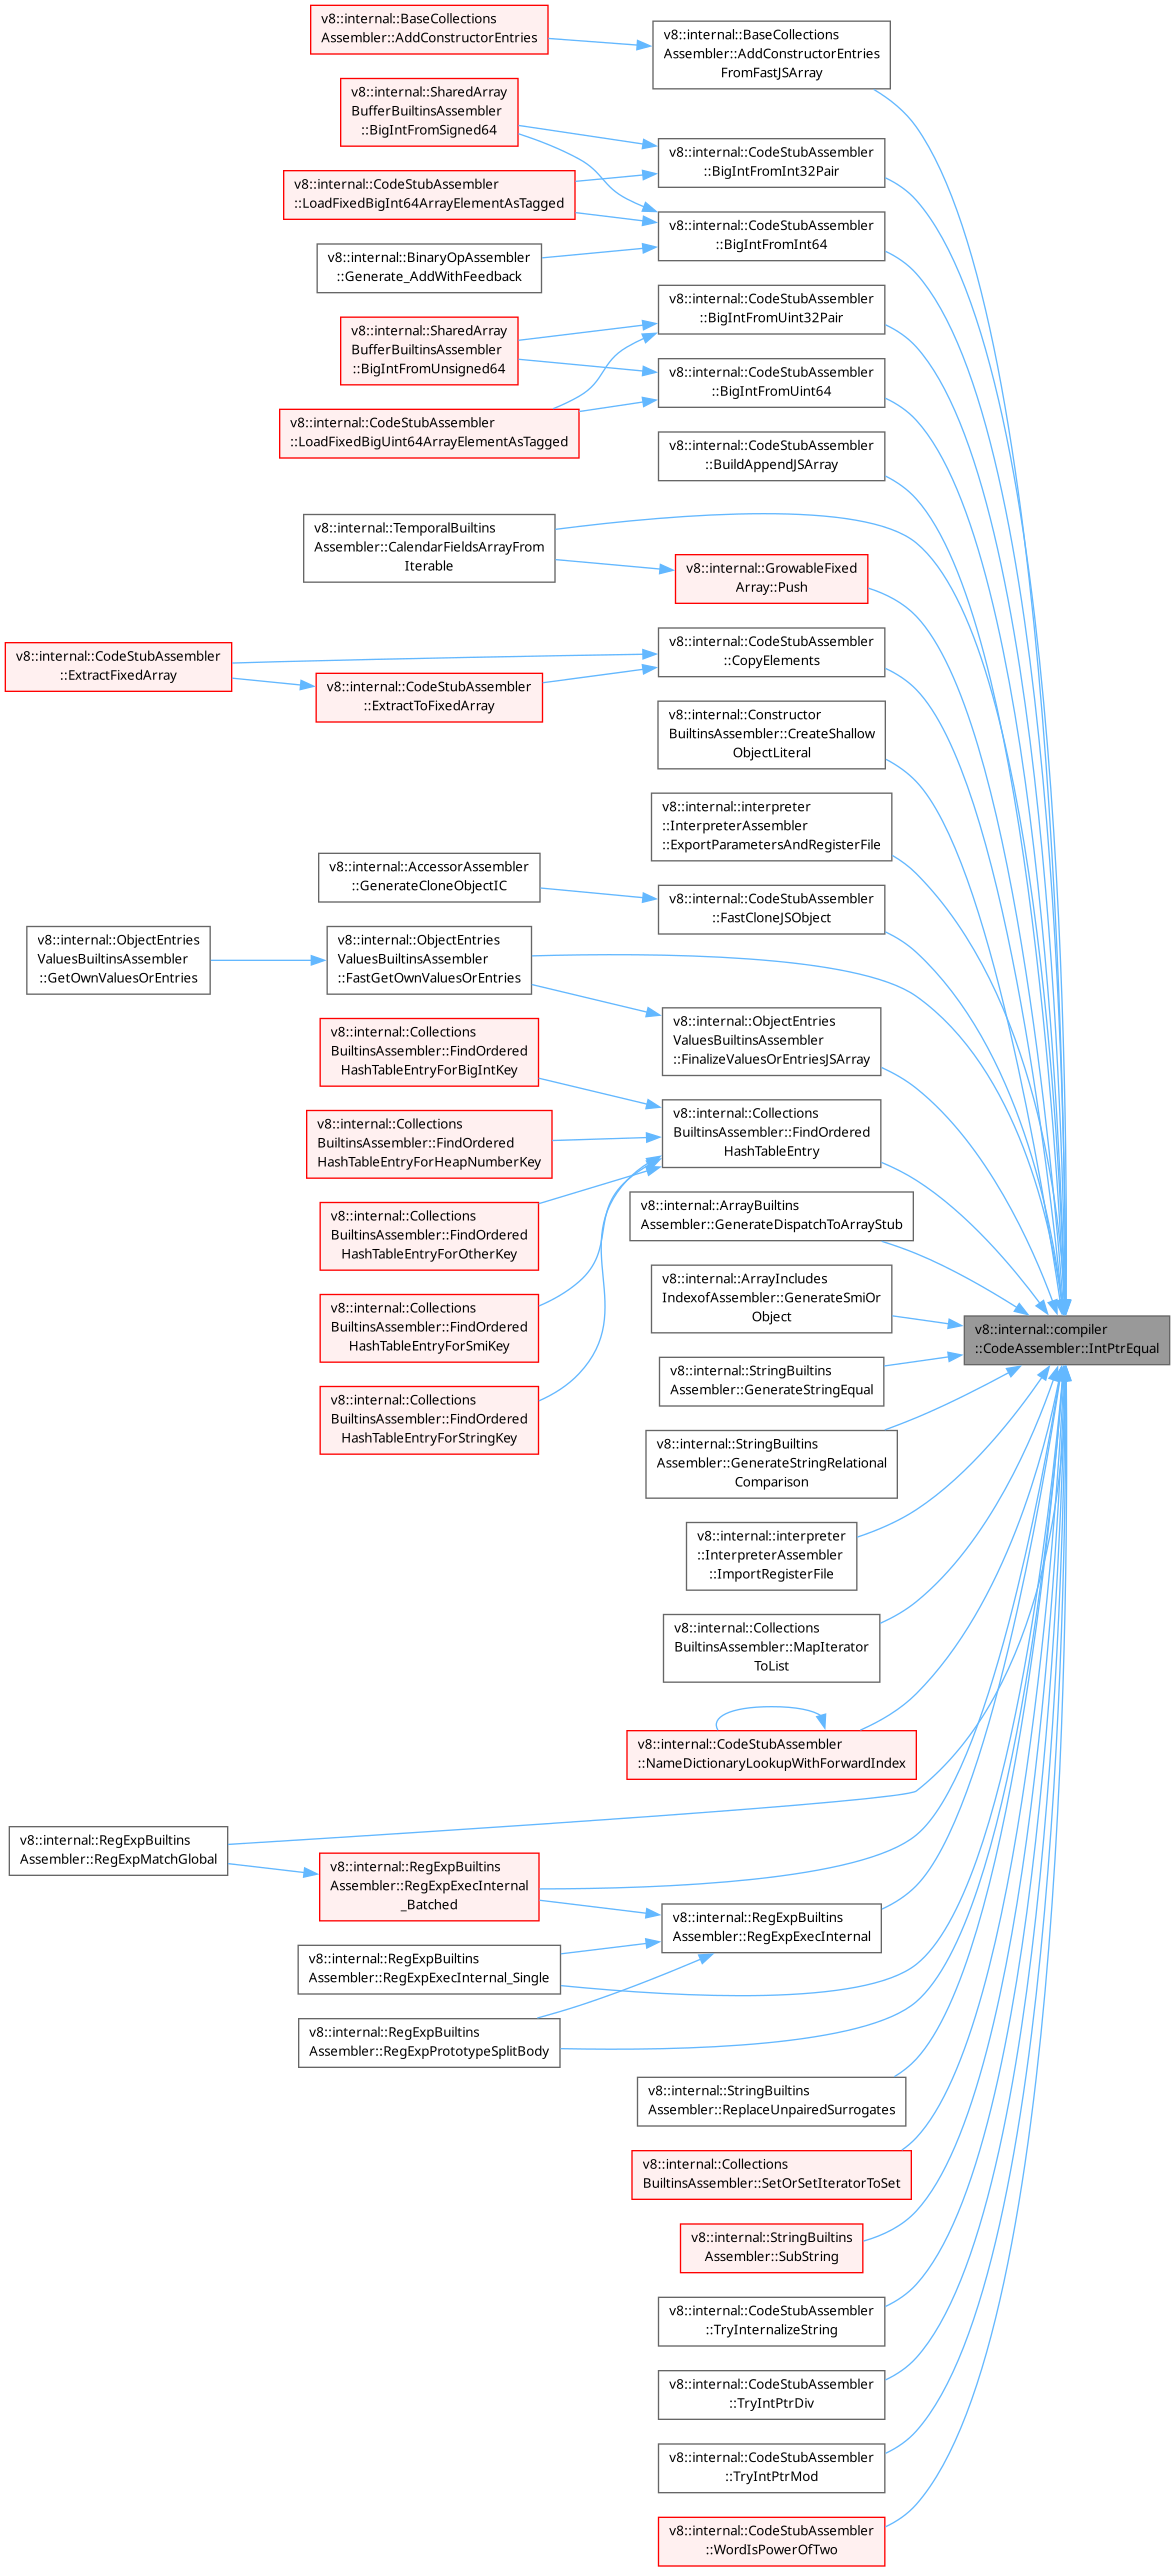 v8::internal::BaseCollections
Assembler::AddConstructorEntries
v8::internal::BaseCollections
Assembler::AddConstructorEntries
FromFastJSArray
v8::internal::SharedArray
BufferBuiltinsAssembler
::BigIntFromSigned64
v8::internal::CodeStubAssembler
::BigIntFromInt32Pair
v8::internal::CodeStubAssembler
::LoadFixedBigInt64ArrayElementAsTagged
v8::internal::CodeStubAssembler
::BigIntFromInt64
v8::internal::BinaryOpAssembler
::Generate_AddWithFeedback
v8::internal::CodeStubAssembler
::BigIntFromUint32Pair
v8::internal::SharedArray
BufferBuiltinsAssembler
::BigIntFromUnsigned64
v8::internal::CodeStubAssembler
::BigIntFromUint64
v8::internal::CodeStubAssembler
::LoadFixedBigUint64ArrayElementAsTagged
v8::internal::CodeStubAssembler
::BuildAppendJSArray
v8::internal::TemporalBuiltins
Assembler::CalendarFieldsArrayFrom
Iterable
v8::internal::GrowableFixed
Array::Push
v8::internal::CodeStubAssembler
::CopyElements
v8::internal::CodeStubAssembler
::ExtractFixedArray
v8::internal::CodeStubAssembler
::ExtractToFixedArray
v8::internal::Constructor
BuiltinsAssembler::CreateShallow
ObjectLiteral
v8::internal::interpreter
::InterpreterAssembler
::ExportParametersAndRegisterFile
v8::internal::AccessorAssembler
::GenerateCloneObjectIC
v8::internal::CodeStubAssembler
::FastCloneJSObject
v8::internal::ObjectEntries
ValuesBuiltinsAssembler
::GetOwnValuesOrEntries
v8::internal::ObjectEntries
ValuesBuiltinsAssembler
::FastGetOwnValuesOrEntries
v8::internal::ObjectEntries
ValuesBuiltinsAssembler
::FinalizeValuesOrEntriesJSArray
v8::internal::Collections
BuiltinsAssembler::FindOrdered
HashTableEntryForBigIntKey
v8::internal::Collections
BuiltinsAssembler::FindOrdered
HashTableEntry
v8::internal::Collections
BuiltinsAssembler::FindOrdered
HashTableEntryForHeapNumberKey
v8::internal::ArrayBuiltins
Assembler::GenerateDispatchToArrayStub
v8::internal::Collections
BuiltinsAssembler::FindOrdered
HashTableEntryForOtherKey
v8::internal::ArrayIncludes
IndexofAssembler::GenerateSmiOr
Object
v8::internal::Collections
BuiltinsAssembler::FindOrdered
HashTableEntryForSmiKey
v8::internal::compiler
::CodeAssembler::IntPtrEqual
v8::internal::StringBuiltins
Assembler::GenerateStringEqual
v8::internal::Collections
BuiltinsAssembler::FindOrdered
HashTableEntryForStringKey
v8::internal::StringBuiltins
Assembler::GenerateStringRelational
Comparison
v8::internal::interpreter
::InterpreterAssembler
::ImportRegisterFile
v8::internal::Collections
BuiltinsAssembler::MapIterator
ToList
v8::internal::CodeStubAssembler
::NameDictionaryLookupWithForwardIndex
v8::internal::RegExpBuiltins
Assembler::RegExpMatchGlobal
v8::internal::RegExpBuiltins
Assembler::RegExpExecInternal
_Batched
v8::internal::RegExpBuiltins
Assembler::RegExpExecInternal
v8::internal::RegExpBuiltins
Assembler::RegExpExecInternal_Single
v8::internal::RegExpBuiltins
Assembler::RegExpPrototypeSplitBody
v8::internal::StringBuiltins
Assembler::ReplaceUnpairedSurrogates
v8::internal::Collections
BuiltinsAssembler::SetOrSetIteratorToSet
v8::internal::StringBuiltins
Assembler::SubString
v8::internal::CodeStubAssembler
::TryInternalizeString
v8::internal::CodeStubAssembler
::TryIntPtrDiv
v8::internal::CodeStubAssembler
::TryIntPtrMod
v8::internal::CodeStubAssembler
::WordIsPowerOfTwo